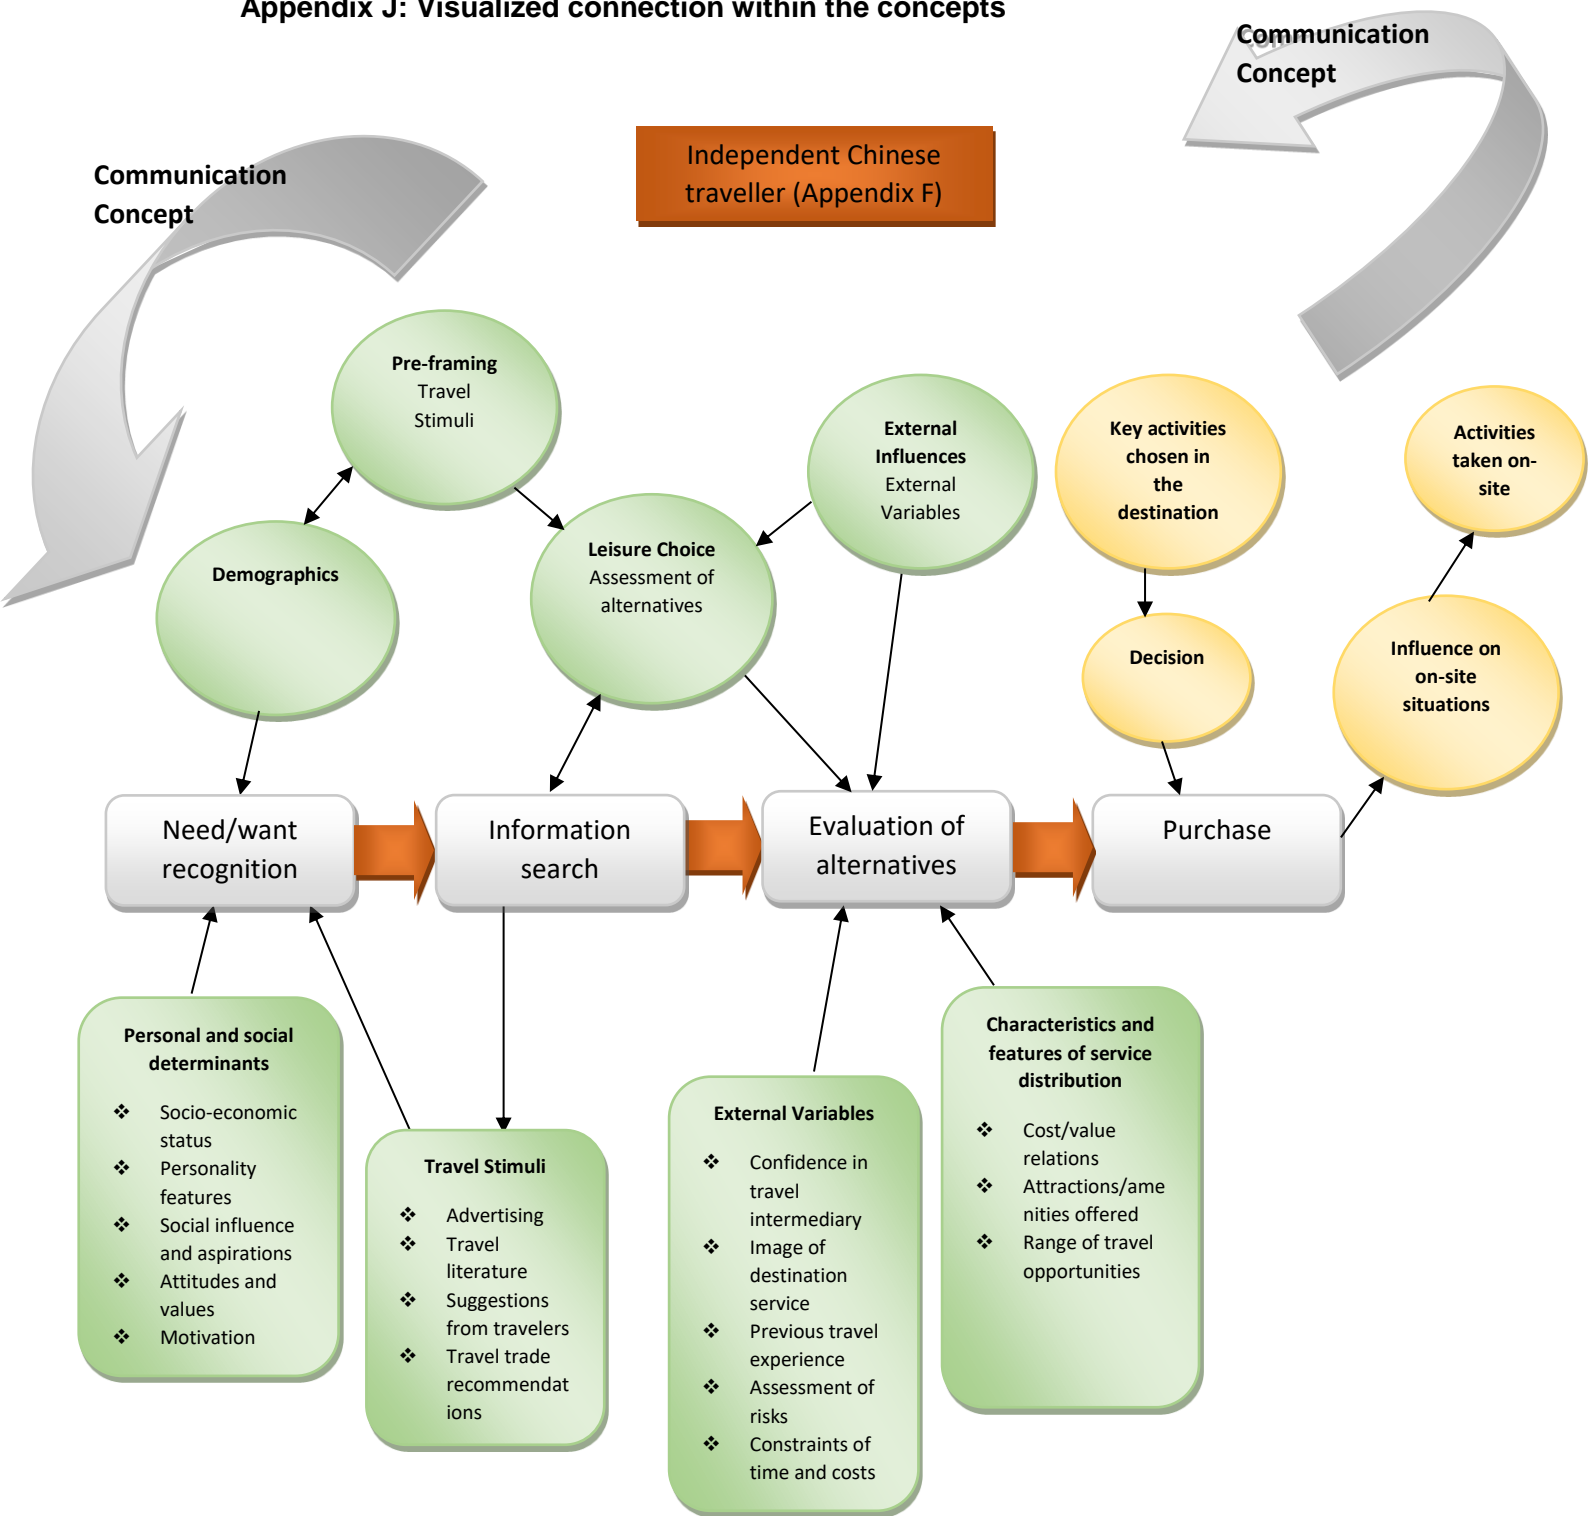 Appendix J: Visualized connection within the concepts
Communication
Concept
Independent Chinese
traveller (Appendix F)
Communication
Concept
Pre-framing
Travel
Stimuli
External
Influences
External
Variables
Key activities
chosen in
the
destination
Activities
taken on-
site
Demographics
Leisure Choice
Assessment of
alternatives
Decision
Influence on
on-site
situations
Need/want
recognition
Information
search
Evaluation of
alternatives
Purchase
Personal and social
determinants
❖ Socio-economic
status
❖ Personality
features
❖ Social influence
and aspirations
❖ Attitudes and
values
❖ Motivation
Travel Stimuli
❖ Advertising
❖ Travel
literature
❖ Suggestions
from travelers
❖ Travel trade
recommendat
ions
External Variables
❖ Confidence in
travel
intermediary
❖ Image of
destination
service
❖ Previous travel
experience
❖ Assessment of
risks
❖ Constraints of
time and costs
Characteristics and
features of service
distribution
❖ Cost/value
relations
❖ Attractions/ame
nities offered
❖ Range of travel
opportunities